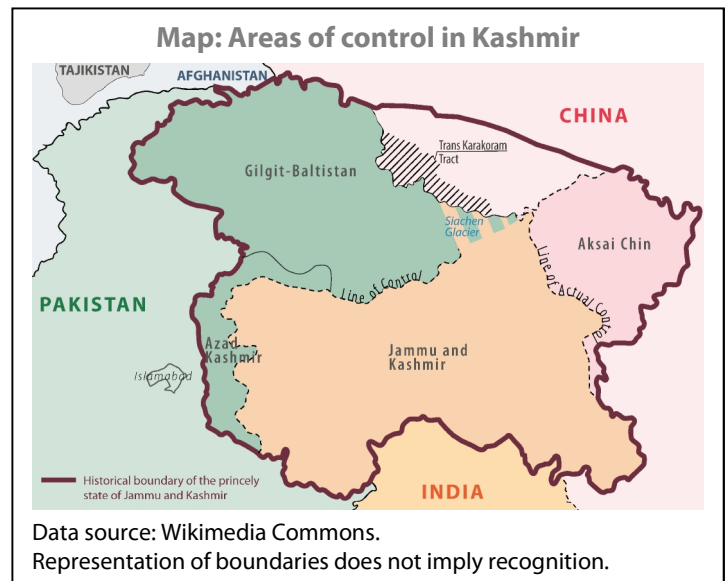 Map: Areas of control in Kashmir
TAJIKISTAN
AFGHANISTAN
CHINA
Trans Karakoram
Tract
Gilgit-Baltistan
Siachen
Glacier
Aksai Chin
Line of Control
Line of Actual Control
PAKISTAN
Azad
Kashmir
Jammu and
Kashmir
Islamabad
Historical boundary of the princely
state of Jammu and Kashmir
INDIA
Data source: Wikimedia Commons.
Representation of boundaries does not imply recognition.